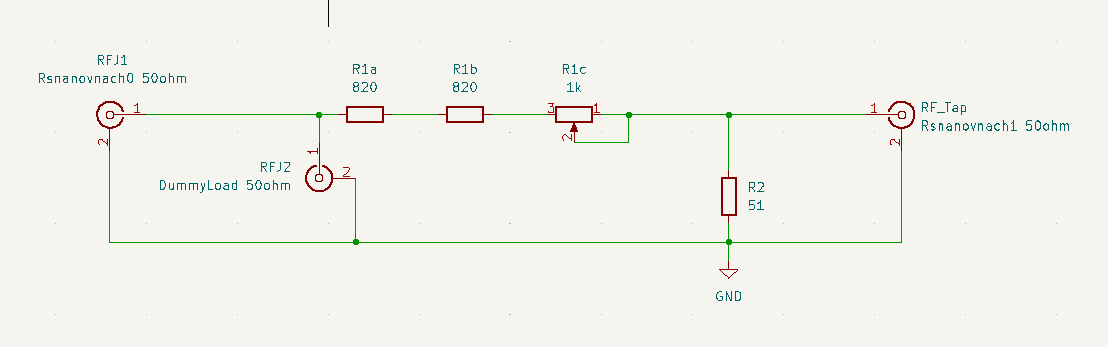 RFJ1
Rsnanovnach0 50ohm
1
2
R1a
820
R1b
820
R1c
1k
3
1
2
1
RF_Tap
Rsnanovnach1 50ohm
2
1
RFJ2
DummyLoad 50ohm
2
R2
51
GND